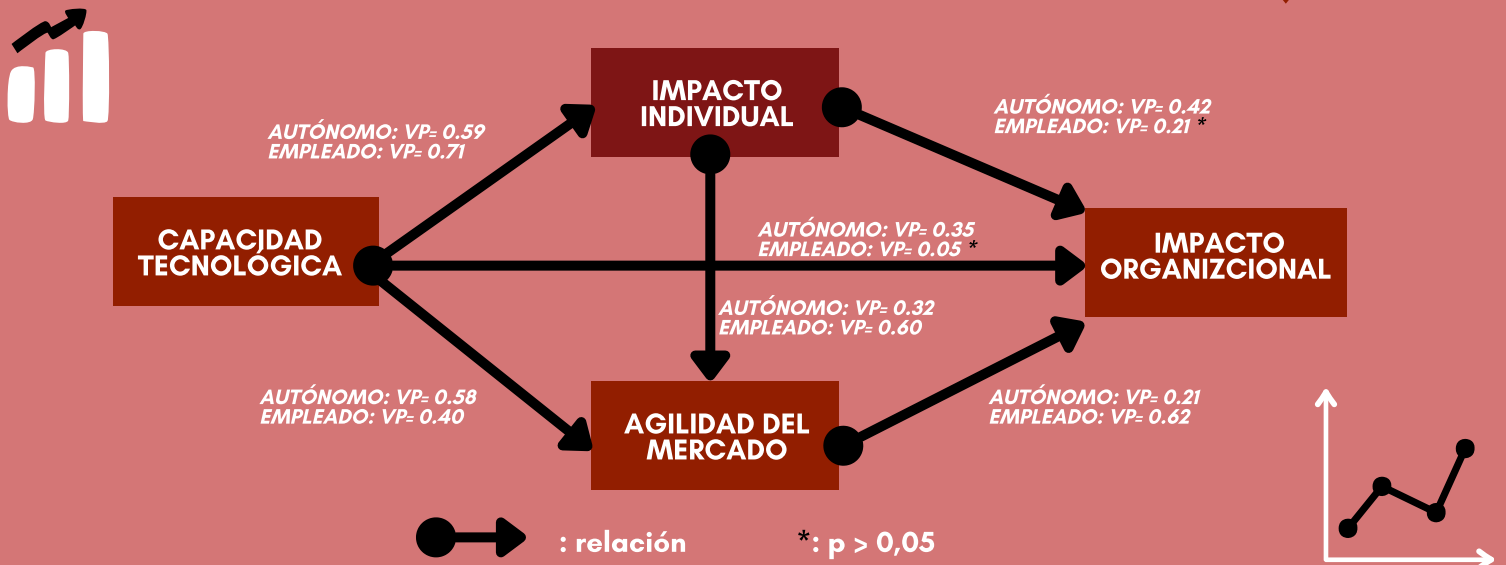 IMPACTO
INDIVIDUAL
AUTÓNOMO: VP= 0.42
EMPLEADO: VP= 0.21 *
AUTÓNOMO: VP= 0.59
EMPLEADO: VP= 0.71
CAPACIDAD
TECNOLÓGICA
AUTÓNOMO: VP= 0.35
EMPLEADO: VP= 0.05 *
IMPACTO
ORGANIZCIONAL
AUTÓNOMO: VP= 0.32
EMPLEADO: VP= 0.60
AUTÓNOMO: VP= 0.58
EMPLEADO: VP= 0.40
AGILIDAD DEL
MERCADO
AUTÓNOMO: VP= 0.21
EMPLEADO: VP= 0.62
: relación
*: p > 0,05